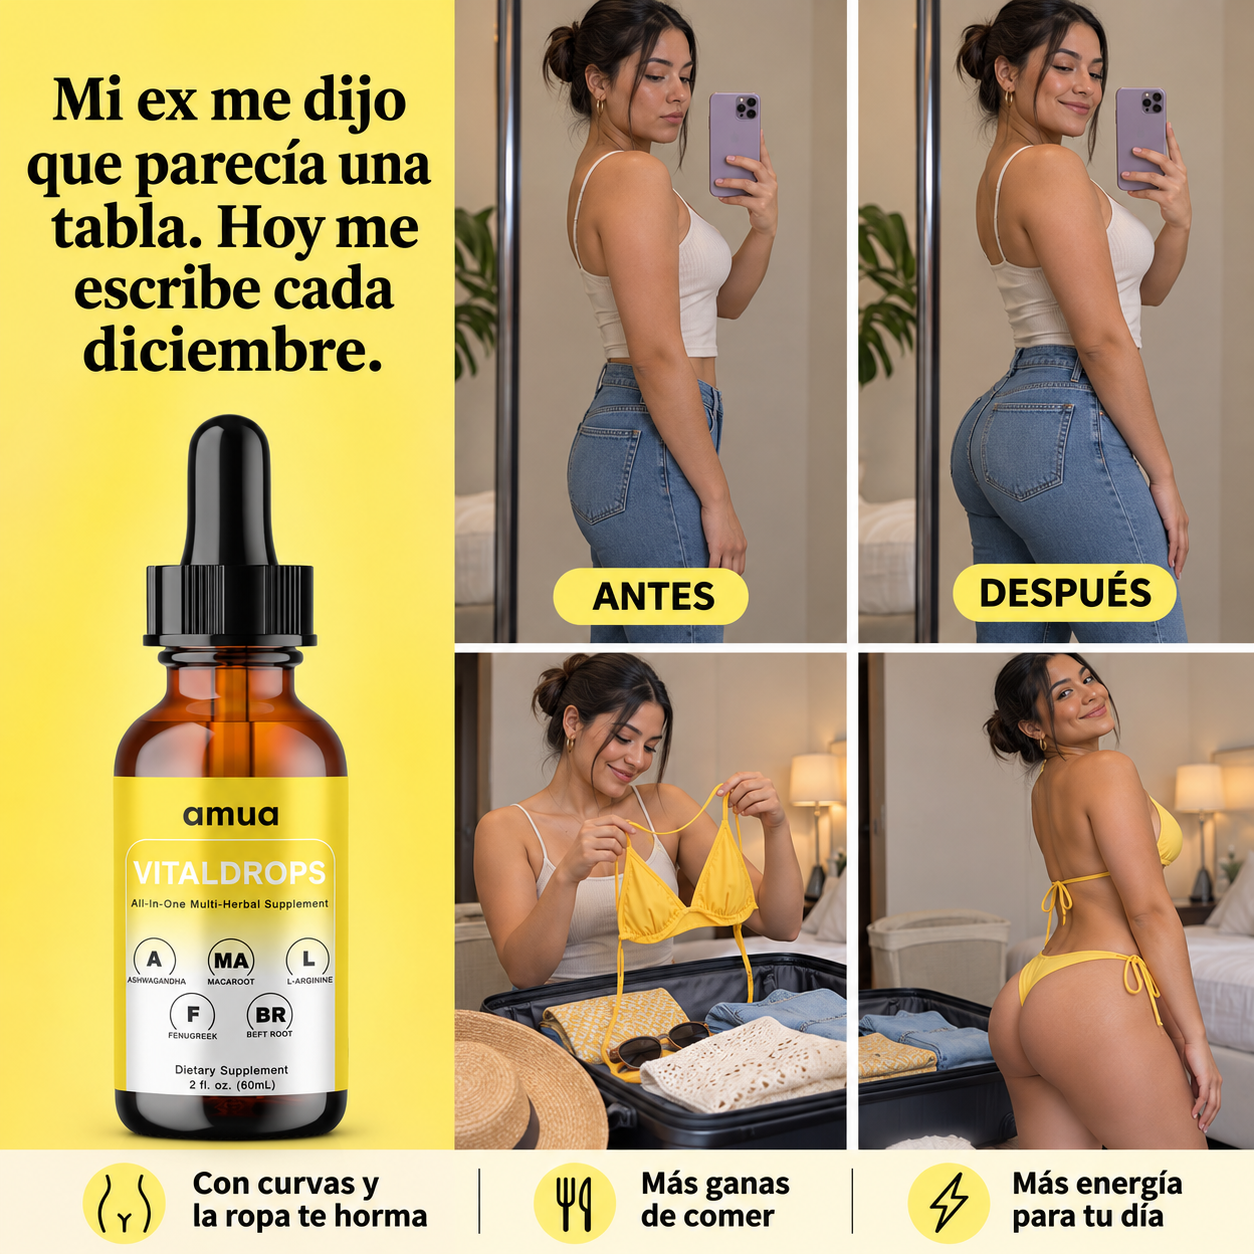 Mi ex me dijo
que parecía una
tabla. Hoy me
escribe cada
diciembre.
ANTES
DESPUÉS
amua
VITALDROPS
All-In-One Multi-Herbal Supplement
A
ASHWAGANDHA
MA
MACAROOT
L
L-ARGININE
F
FENUGREEK
BR
BEFT ROOT
Dietary Supplement
2 fl. oz. (60mL)
Con curvas y
la ropa te horma
Más ganas
de comer
Más energía
para tu día